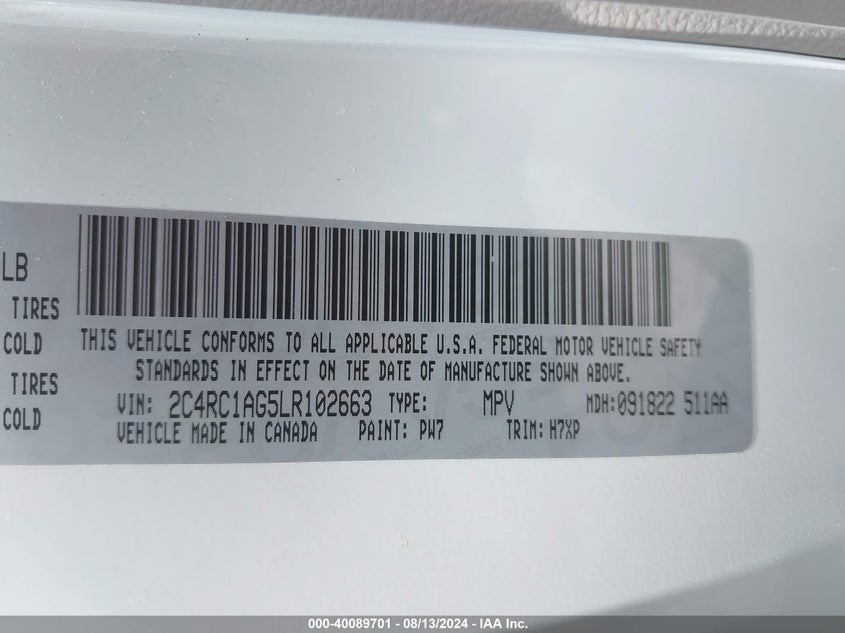 LB
TIRES
COLD
TIRES
COLD
THIS VEHICLE CONFORMS TO ALL APPLICABLE U.S.A. FEDERAL MOTOR VEHICLE SAFETY
STANDARDS IN EFFECT ON THE DATE OF MANUFACTURE SHOWN ABOVE.
VIN: 2C4RC1AG5LR102663 TYPE: MPV MDH:091822 511AA
VEHICLE MADE IN CANADA PAINT: PW7 TRIM: H7XP
000-40089701 - 08/13/2024 - IAA Inc.